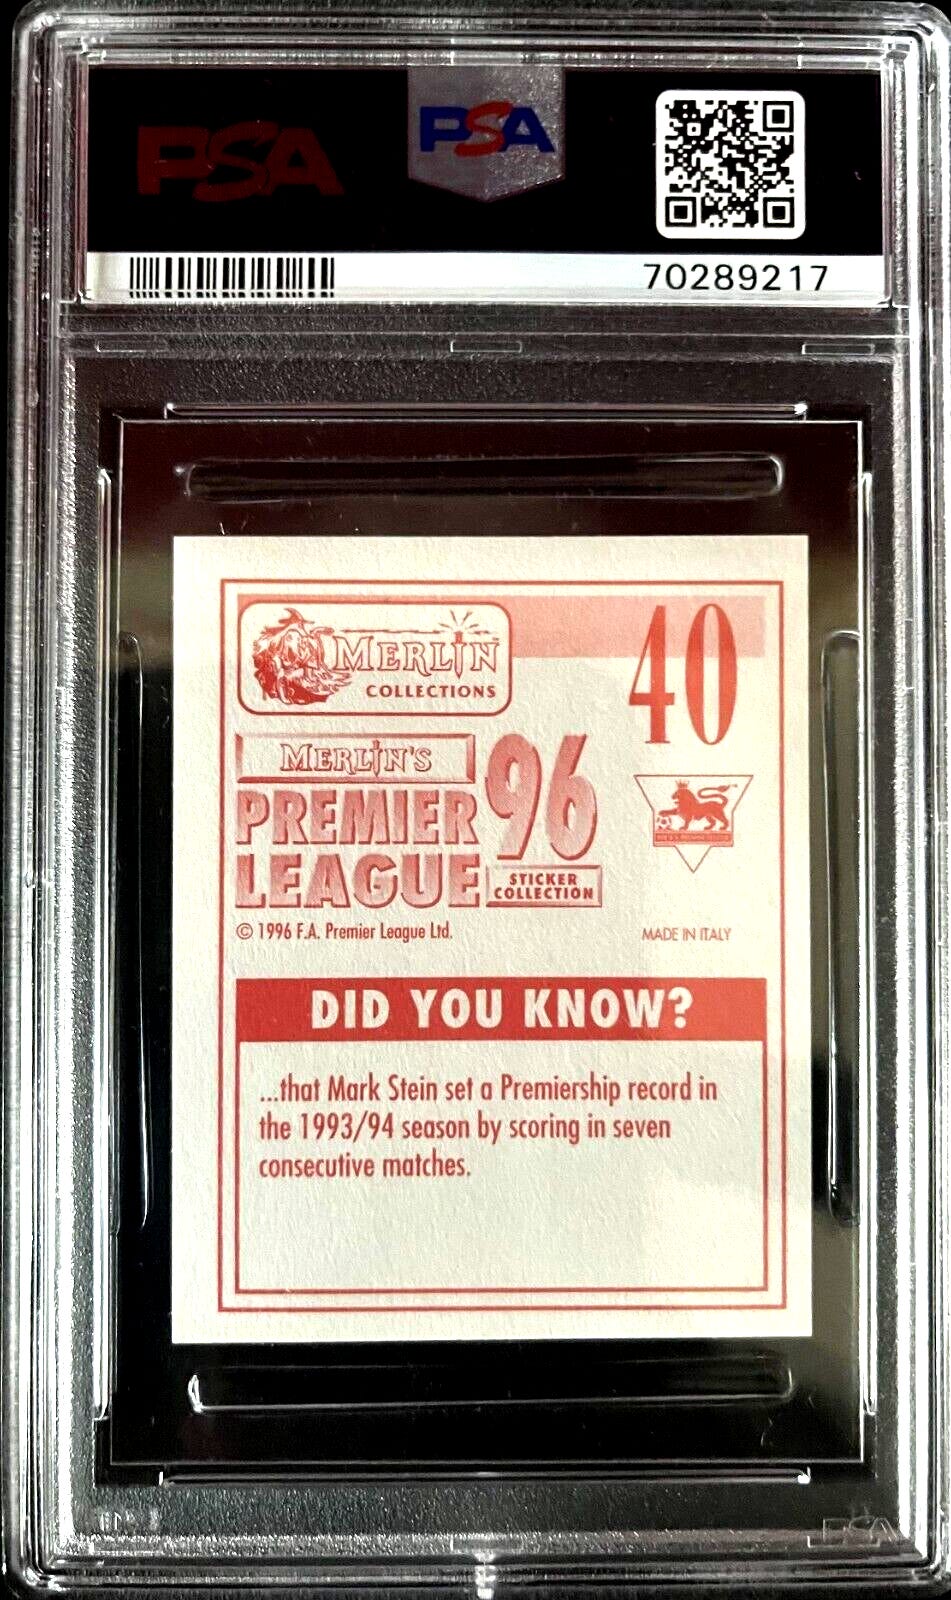 PSA
PSA
70289217
MERLIN
COLLECTIONS
40
MERLIN'S
PREMIER
LEAGUE
96
STICKER
COLLECTION
© 1996 F.A. Premier League Ltd.
MADE IN ITALY
DID YOU KNOW?
...that Mark Stein set a Premiership record in
the 1993/94 season by scoring in seven
consecutive matches.
PSA